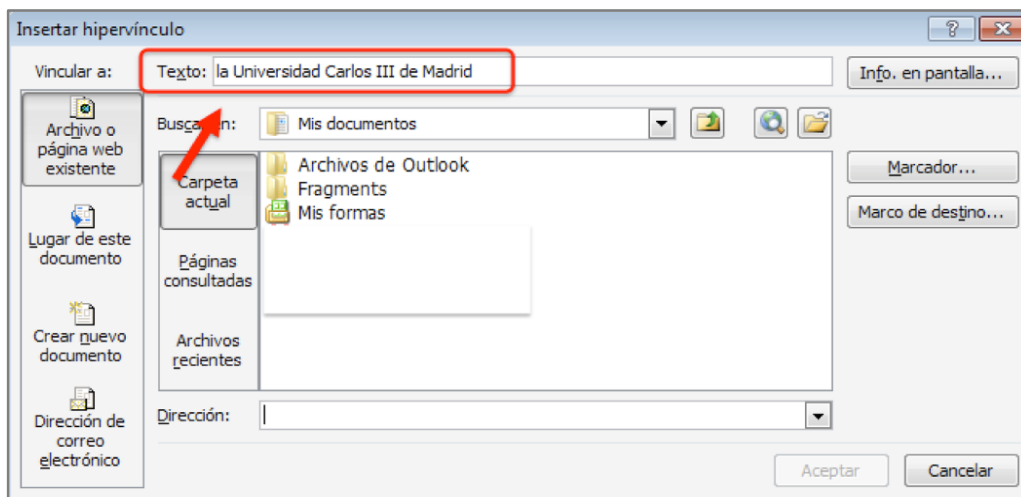 Insertar hipervínculo
Vincular a:
Texto: la Universidad Carlos III de Madrid
Info. en pantalla...
Archivo o
página web
existente
Lugar de este
documento
Crear nuevo
documento
Dirección de
correo
electrónico
Mis documentos
Carpeta
actual
Páginas
consultadas
Archivos
recientes
Archivos de Outlook
Fragments
Mis formas
Marcador...
Marco de destino...
Dirección:
Aceptar
Cancelar